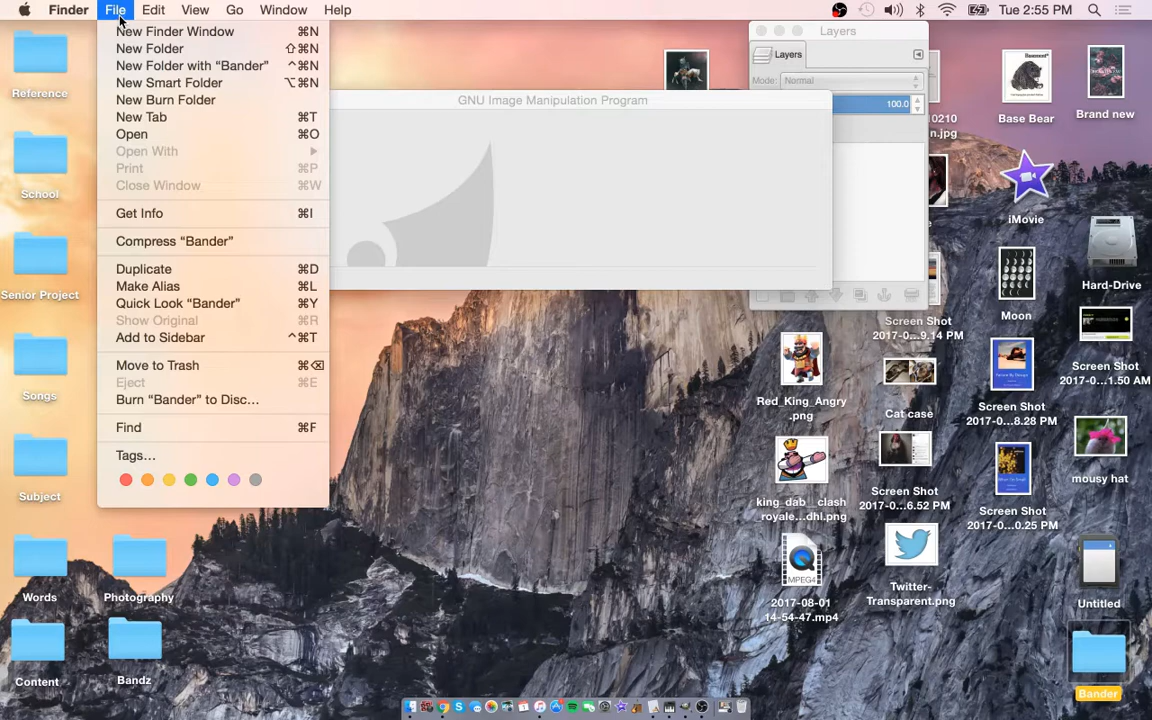 Finder File Edit View Go Window Help Tue 2:55 PM
New Finder Window ⌘N
New Folder ⇧⌘N
New Folder with “Bander” ^⌘N
New Smart Folder ⌥⌘N
New Burn Folder
New Tab ⌘T
Open ⌘O
Open With ▶
Print ⌘P
Close Window ⌘W
Get Info ⌘I
Compress “Bander”
Duplicate ⌘D
Make Alias ⌘L
Quick Look “Bander” ⌘Y
Show Original ⌘R
Add to Sidebar ^⌘T
Move to Trash ⌘⌫
Eject ⌘E
Burn “Bander” to Disc...
Find ⌘F
Tags...
Reference
School
Senior Project
Songs
Subject
Words
Photography
Content
Bandz
GNU Image Manipulation Program
Layers
Layers
Mode: Normal
100.0
10210
n.jpg
Base Bear
Brand new
iMovie
Hard-Drive
Moon
Screen Shot
2017-0...9.14 PM
Screen Shot
2017-0...1.50 AM
Red_King_Angry
.png
Cat case
Screen Shot
2017-0...8.28 PM
mousy hat
king_dab__clash
royale...dhi.png
Screen Shot
2017-0...6.52 PM
Screen Shot
2017-0...0.25 PM
MPEG4
2017-08-01
14-54-47.mp4
Twitter-
Transparent.png
Untitled
Bander